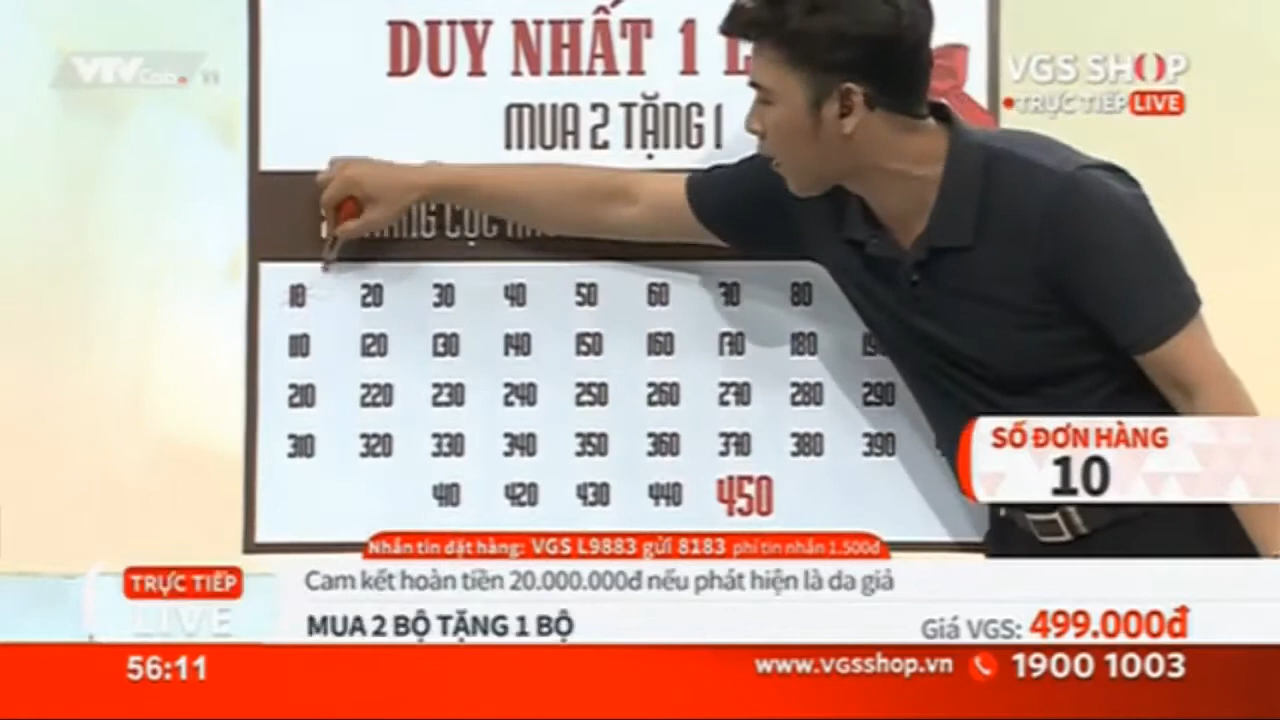 DUY NHẤT 1
MUA 2 TẶNG 1
VTVCab
VGS SHOP
TRỰC TIẾP LIVE
CỤC
10 20 30 40 50 60 70 80
110 120 130 140 150 160 170 180 190
210 220 230 240 250 260 270 280 290
310 320 330 340 350 360 370 380 390
410 420 430 440 450
SỐ ĐƠN HÀNG
10
Nhắn tin đặt hàng: VGS L9883 gửi 8183 phí tin nhắn 1.500đ
TRỰC TIẾP
LIVE
Cam kết hoàn tiền 20.000.000đ nếu phát hiện là da giả
MUA 2 BỘ TẶNG 1 BỘ
Giá VGS: 499.000đ
56:11
www.vgsshop.vn 1900 1003